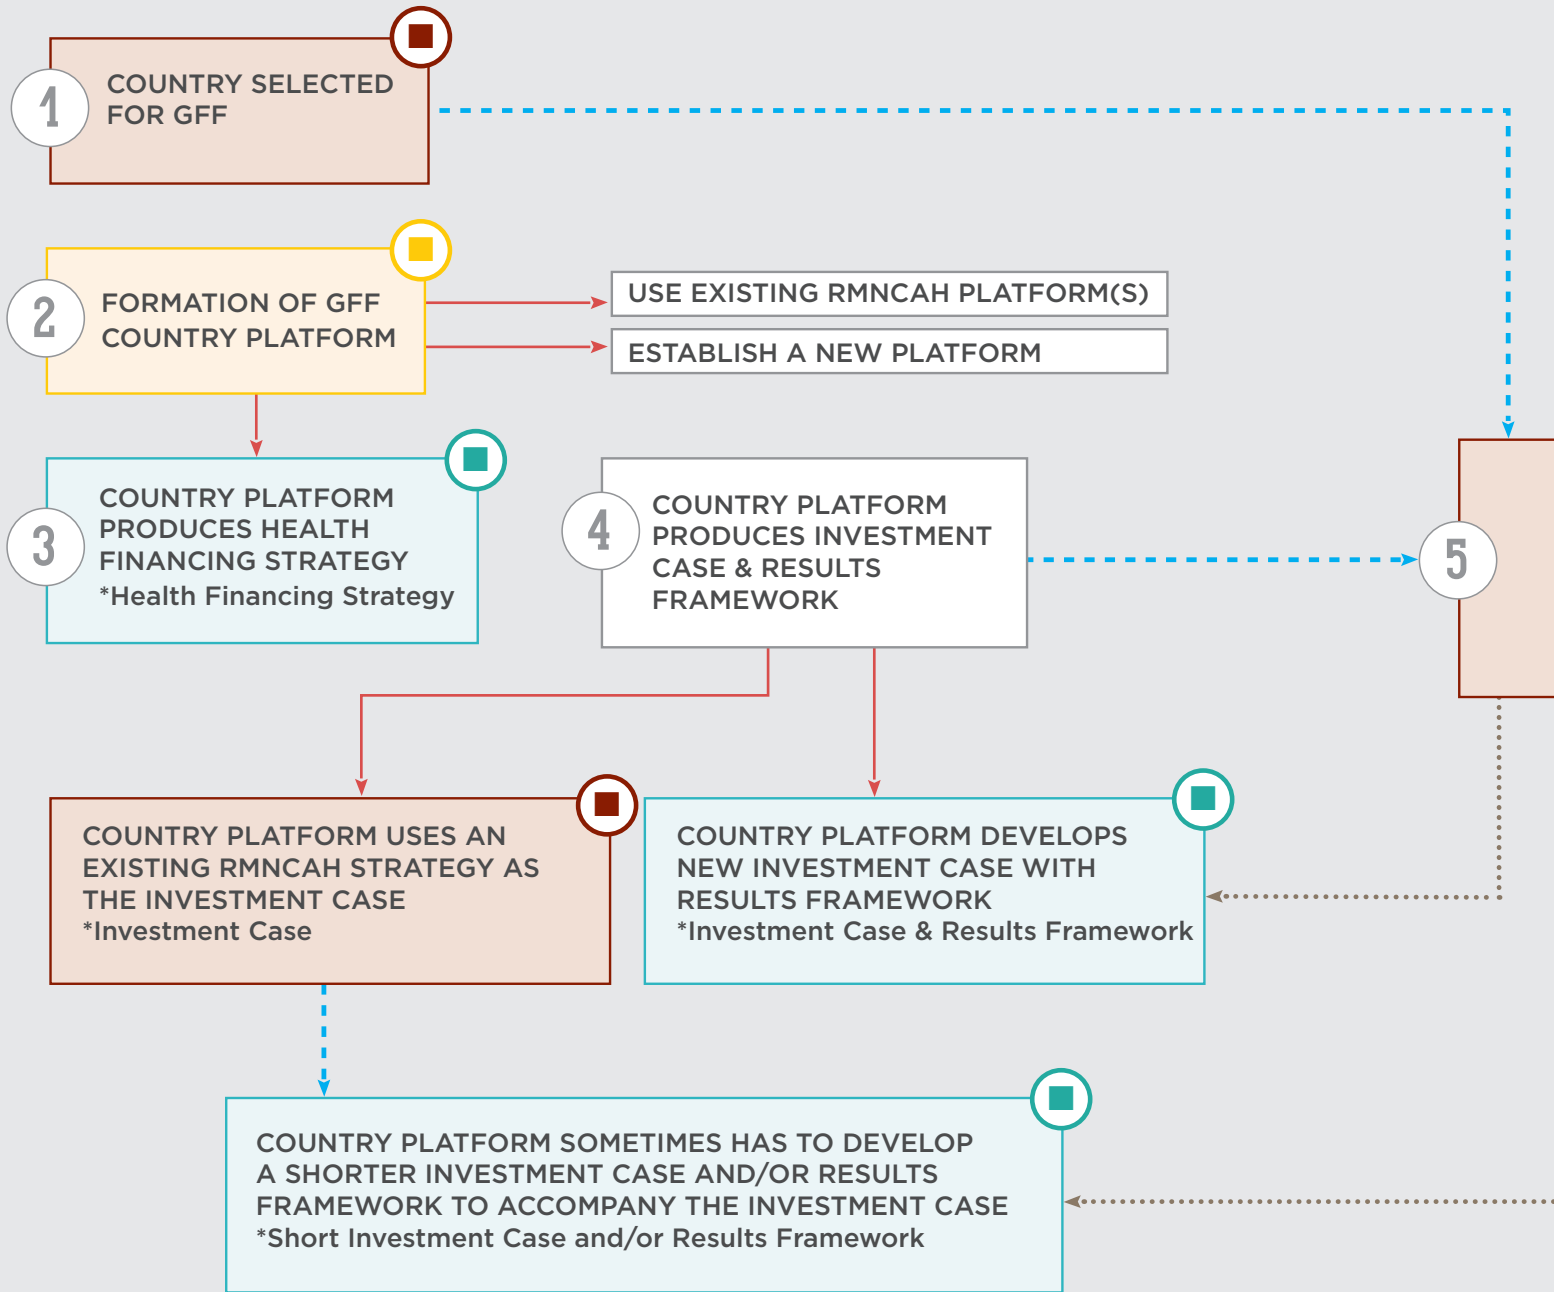 1
COUNTRY SELECTED
FOR GFF
2
FORMATION OF GFF
COUNTRY PLATFORM
USE EXISTING RMNCAH PLATFORM(S)
ESTABLISH A NEW PLATFORM
3
COUNTRY PLATFORM
PRODUCES HEALTH
FINANCING STRATEGY
*Health Financing Strategy
4
COUNTRY PLATFORM
PRODUCES INVESTMENT
CASE & RESULTS
FRAMEWORK
5
COUNTRY PLATFORM USES AN
EXISTING RMNCAH STRATEGY AS
THE INVESTMENT CASE
*Investment Case
COUNTRY PLATFORM DEVELOPS
NEW INVESTMENT CASE WITH
RESULTS FRAMEWORK
*Investment Case & Results Framework
COUNTRY PLATFORM SOMETIMES HAS TO DEVELOP
A SHORTER INVESTMENT CASE AND/OR RESULTS
FRAMEWORK TO ACCOMPANY THE INVESTMENT CASE
*Short Investment Case and/or Results Framework